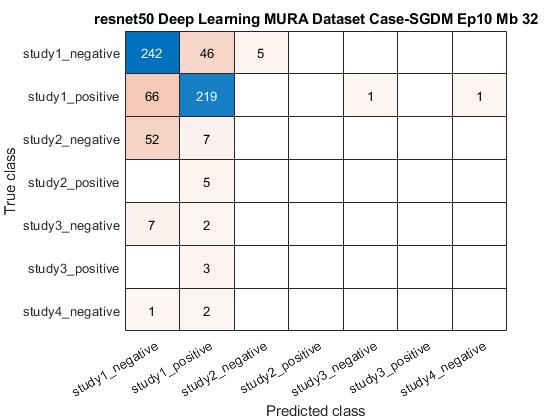 resnet50 Deep Learning MURA Dataset Case-SGDM Ep10 Mb 32
True class
study1_negative 242 46 5
study1_positive 66 219 1 1
study2_negative 52 7
study2_positive 5
study3_negative 7 2
study3_positive 3
study4_negative 1 2
study1_negative study1_positive study2_negative study2_positive study3_negative study3_positive study4_negative
Predicted class